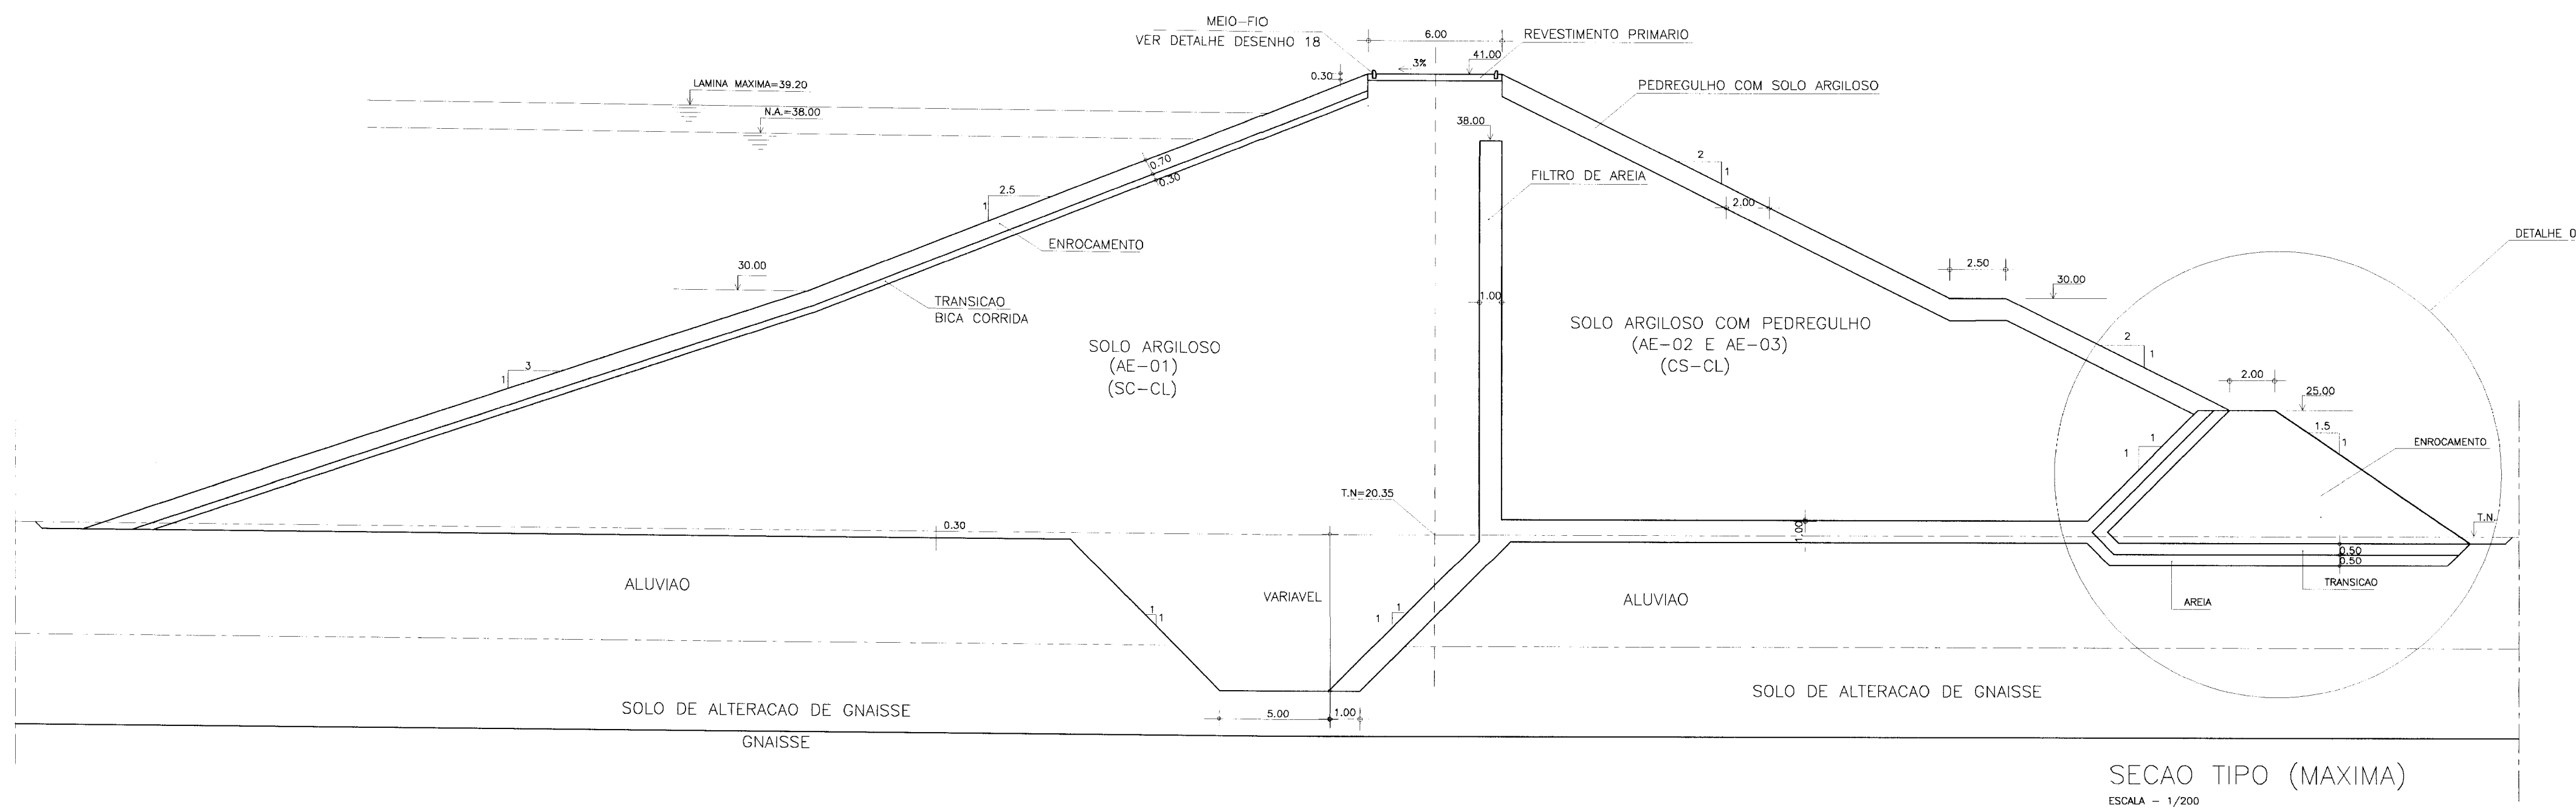 MEIO-FIO
VER DETALHE DESENHO 18
6.00
REVESTIMENTO PRIMARIO
41.00
3%
0.30
LAMINA MAXIMA=39.20
N.A.=38.00
PEDREGULHO COM SOLO ARGILOSO
38.00
0.70
0.30
2
1
FILTRO DE AREIA
2.5
1
2.00
ENROCAMENTO
30.00
TRANSICAO
BICA CORRIDA
1.00
2.50
30.00
DETALHE 0
SOLO ARGILOSO
(AE-01)
(SC-CL)
SOLO ARGILOSO COM PEDREGULHO
(AE-02 E AE-03)
(CS-CL)
2
1
3
1
2.00
25.00
1.5
1
ENROCAMENTO
1
1
T.N=20.35
0.30
1.00
T.N.
0.50
0.50
TRANSICAO
AREIA
ALUVIAO
VARIAVEL
ALUVIAO
1
1
1
1
SOLO DE ALTERACAO DE GNAISSE
SOLO DE ALTERACAO DE GNAISSE
5.00
1.00
GNAISSE
SECAO TIPO (MAXIMA)
ESCALA - 1/200